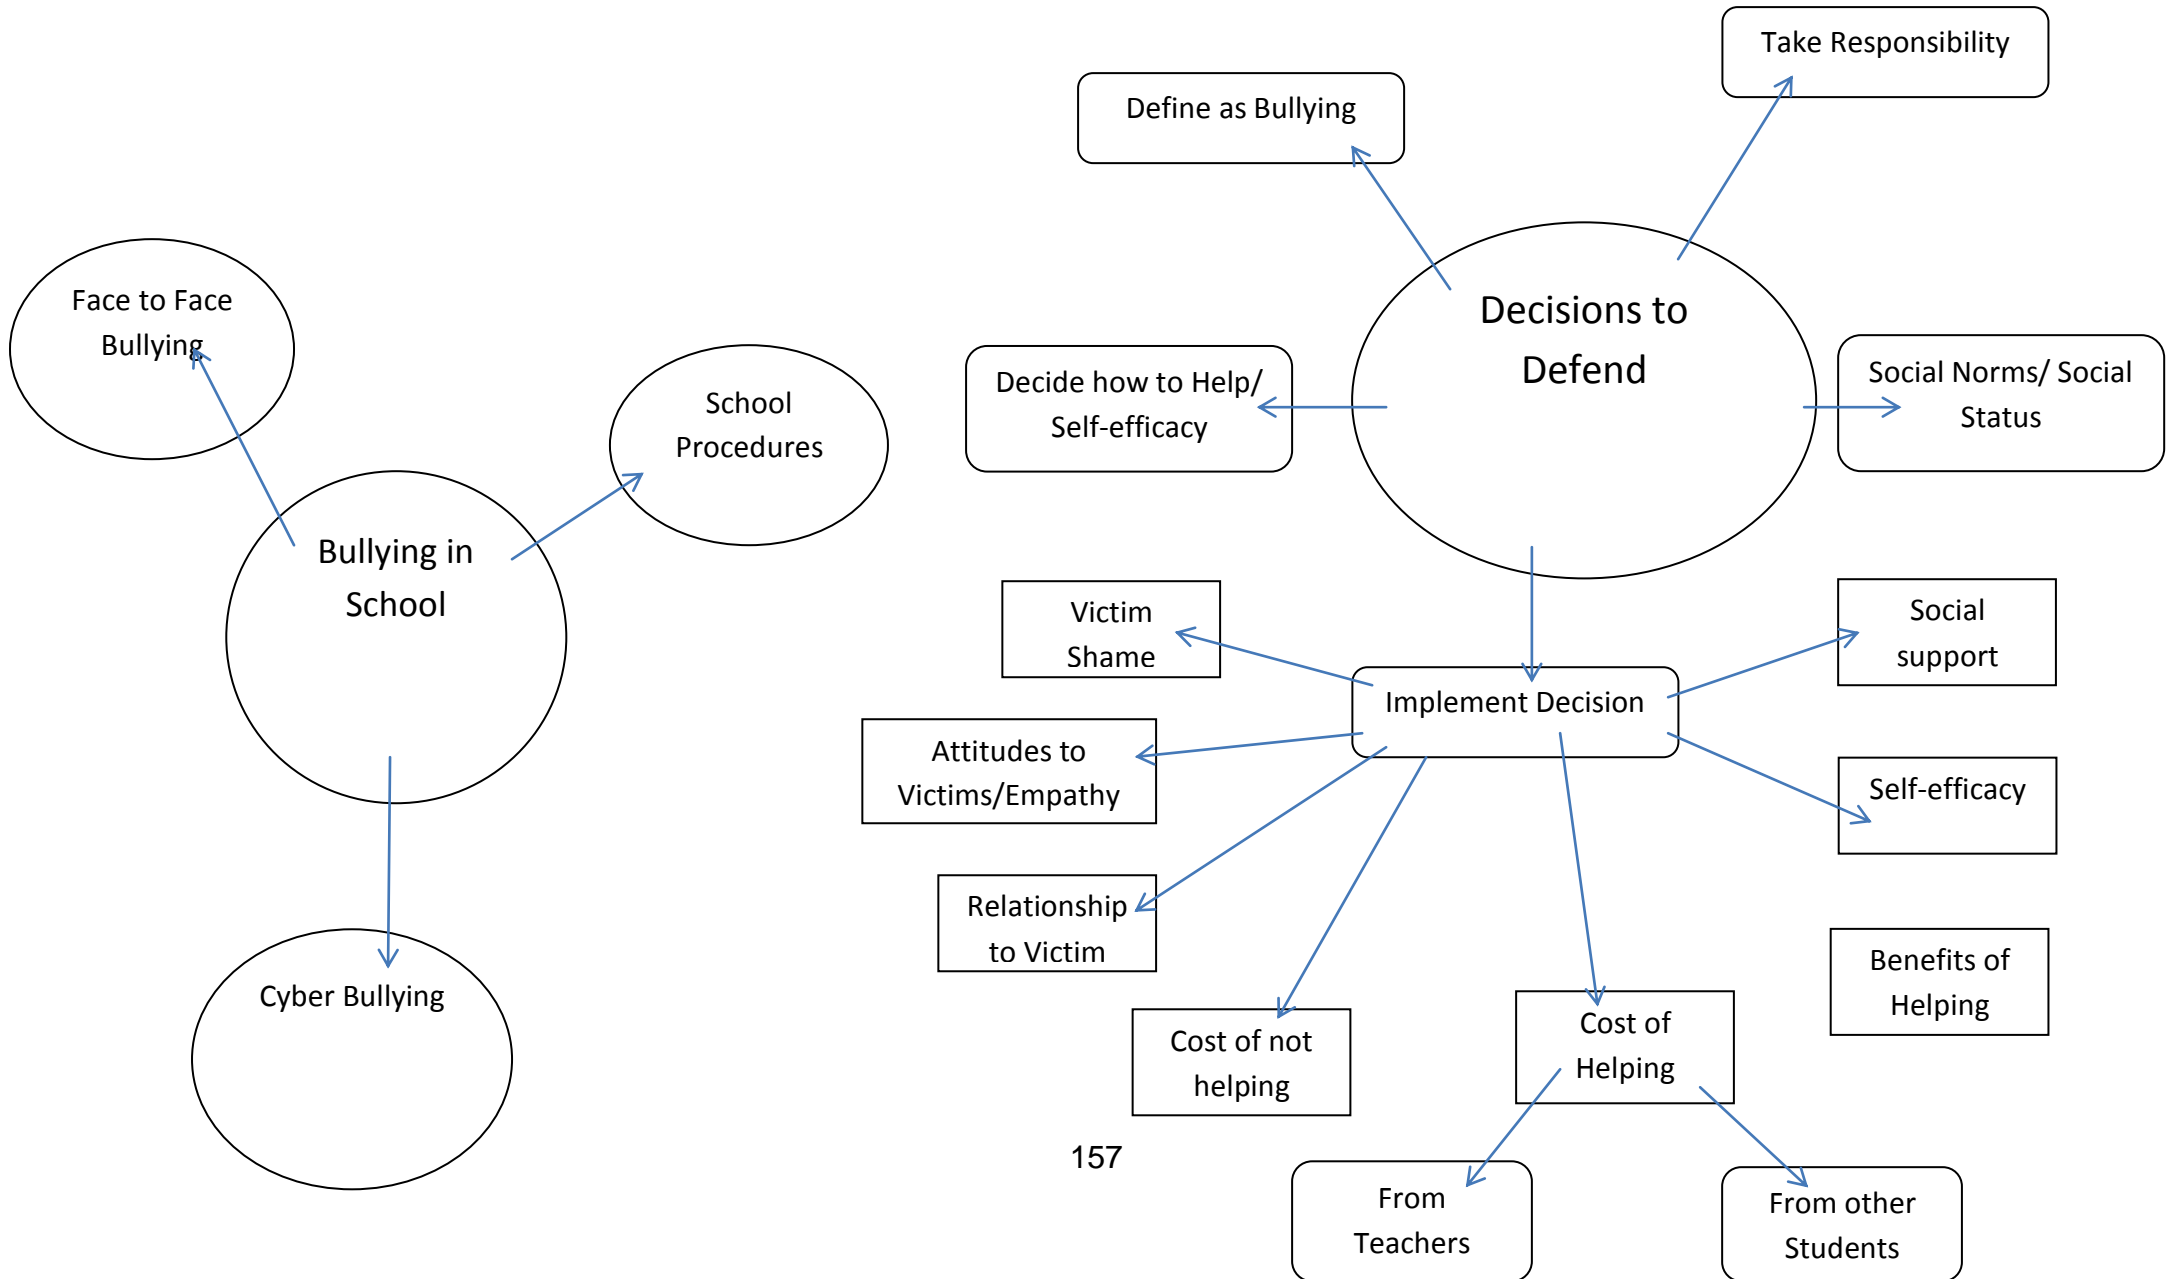 Take Responsibility
Define as Bullying
Face to Face
Bullying
School
Procedures
Bullying in
School
Cyber Bullying
Decisions to
Defend
Decide how to Help/
Self-efficacy
Social Norms/ Social
Status
Victim
Shame
Implement Decision
Social
support
Attitudes to
Victims/Empathy
Self-efficacy
Relationship
to Victim
Benefits of
Helping
Cost of not
helping
Cost of
Helping
157
From
Teachers
From other
Students